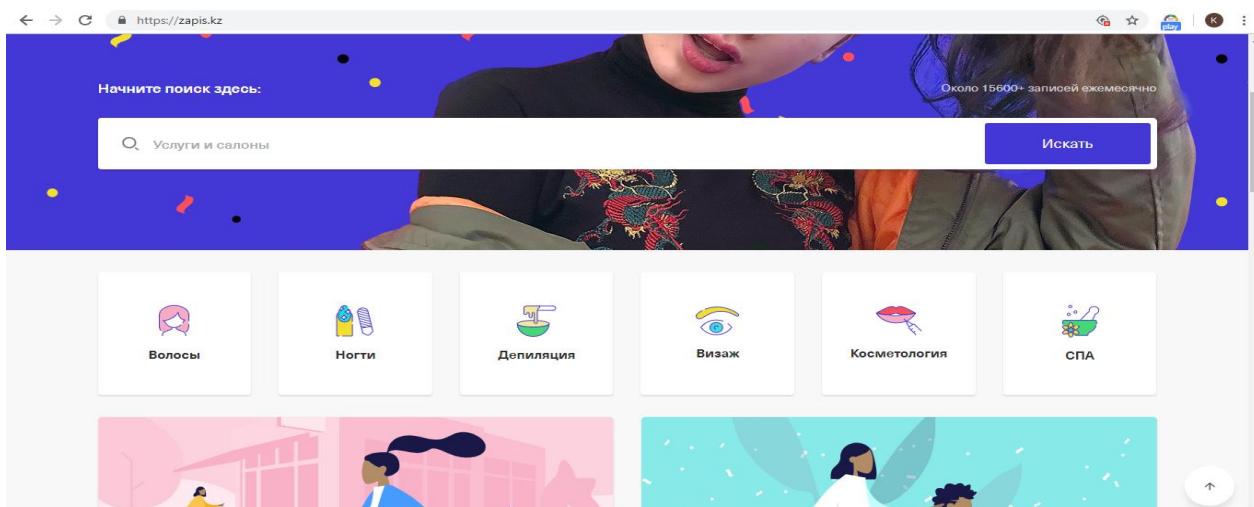 https://zapis.kz
play
K
Начните поиск здесь:
Около 15600+ записей ежемесячно
Услуги и салоны
Искать
Волосы
Ногти
Депиляция
Визаж
Косметология
СПА